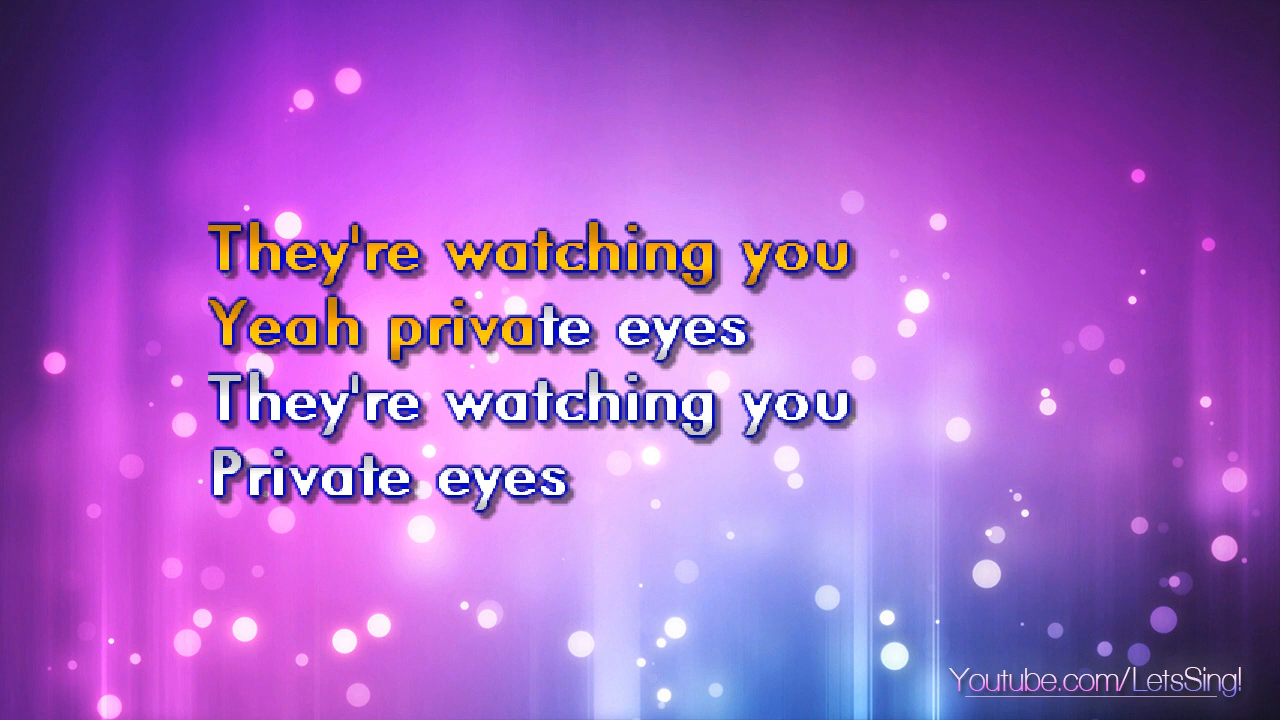 They're watching you
Yeah private eyes
They're watching you
Private eyes
Youtube.com/LetsSing!